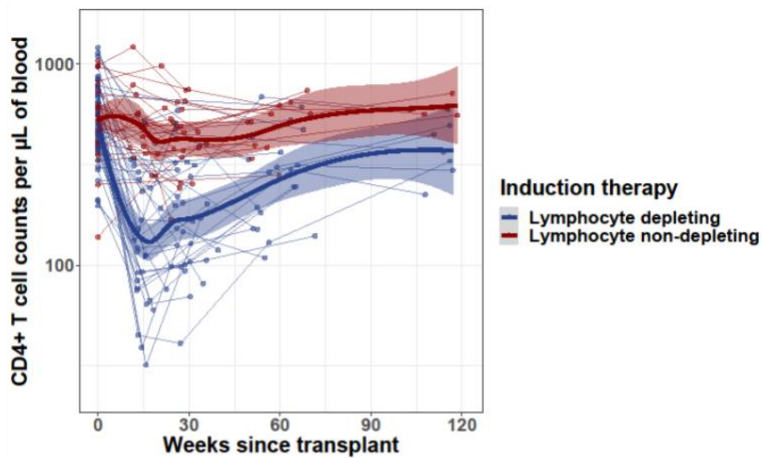 CD4+ T cell counts per µL of blood
1000
100
0 30 60 90 120
Weeks since transplant
Induction therapy
Lymphocyte depleting
Lymphocyte non-depleting